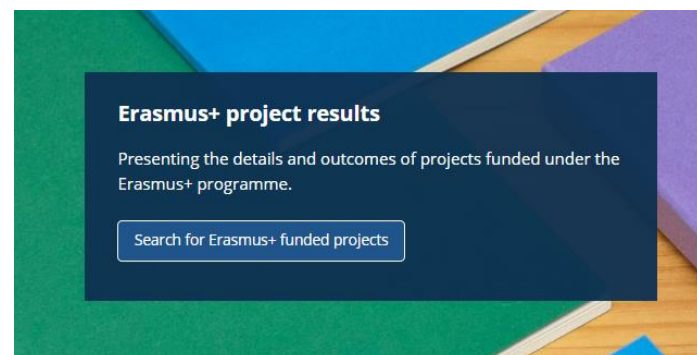 Erasmus+ project results
Presenting the details and outcomes of projects funded under the
Erasmus+ programme.
Search for Erasmus+ funded projects